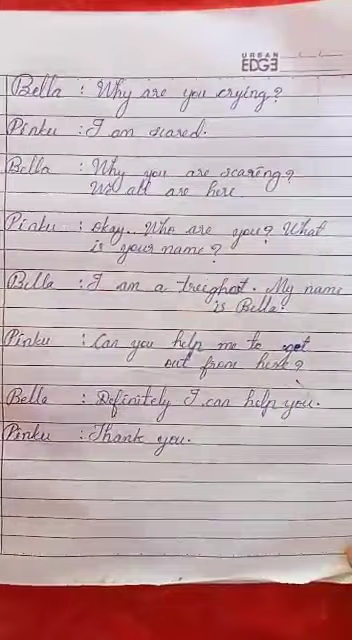 URBAN
EDGE
Bella : Why are you crying?
Pinku : I am scared.
Bella : Why you are scareing?
We all are here
Pinku : okay.. Who are you? What
is your name?
Bella : I am a treeghost. My name
is Bella.
Pinku : Can you help me to get
out from here?
Bella : Definitely I can help you.
Pinku : Thank you.